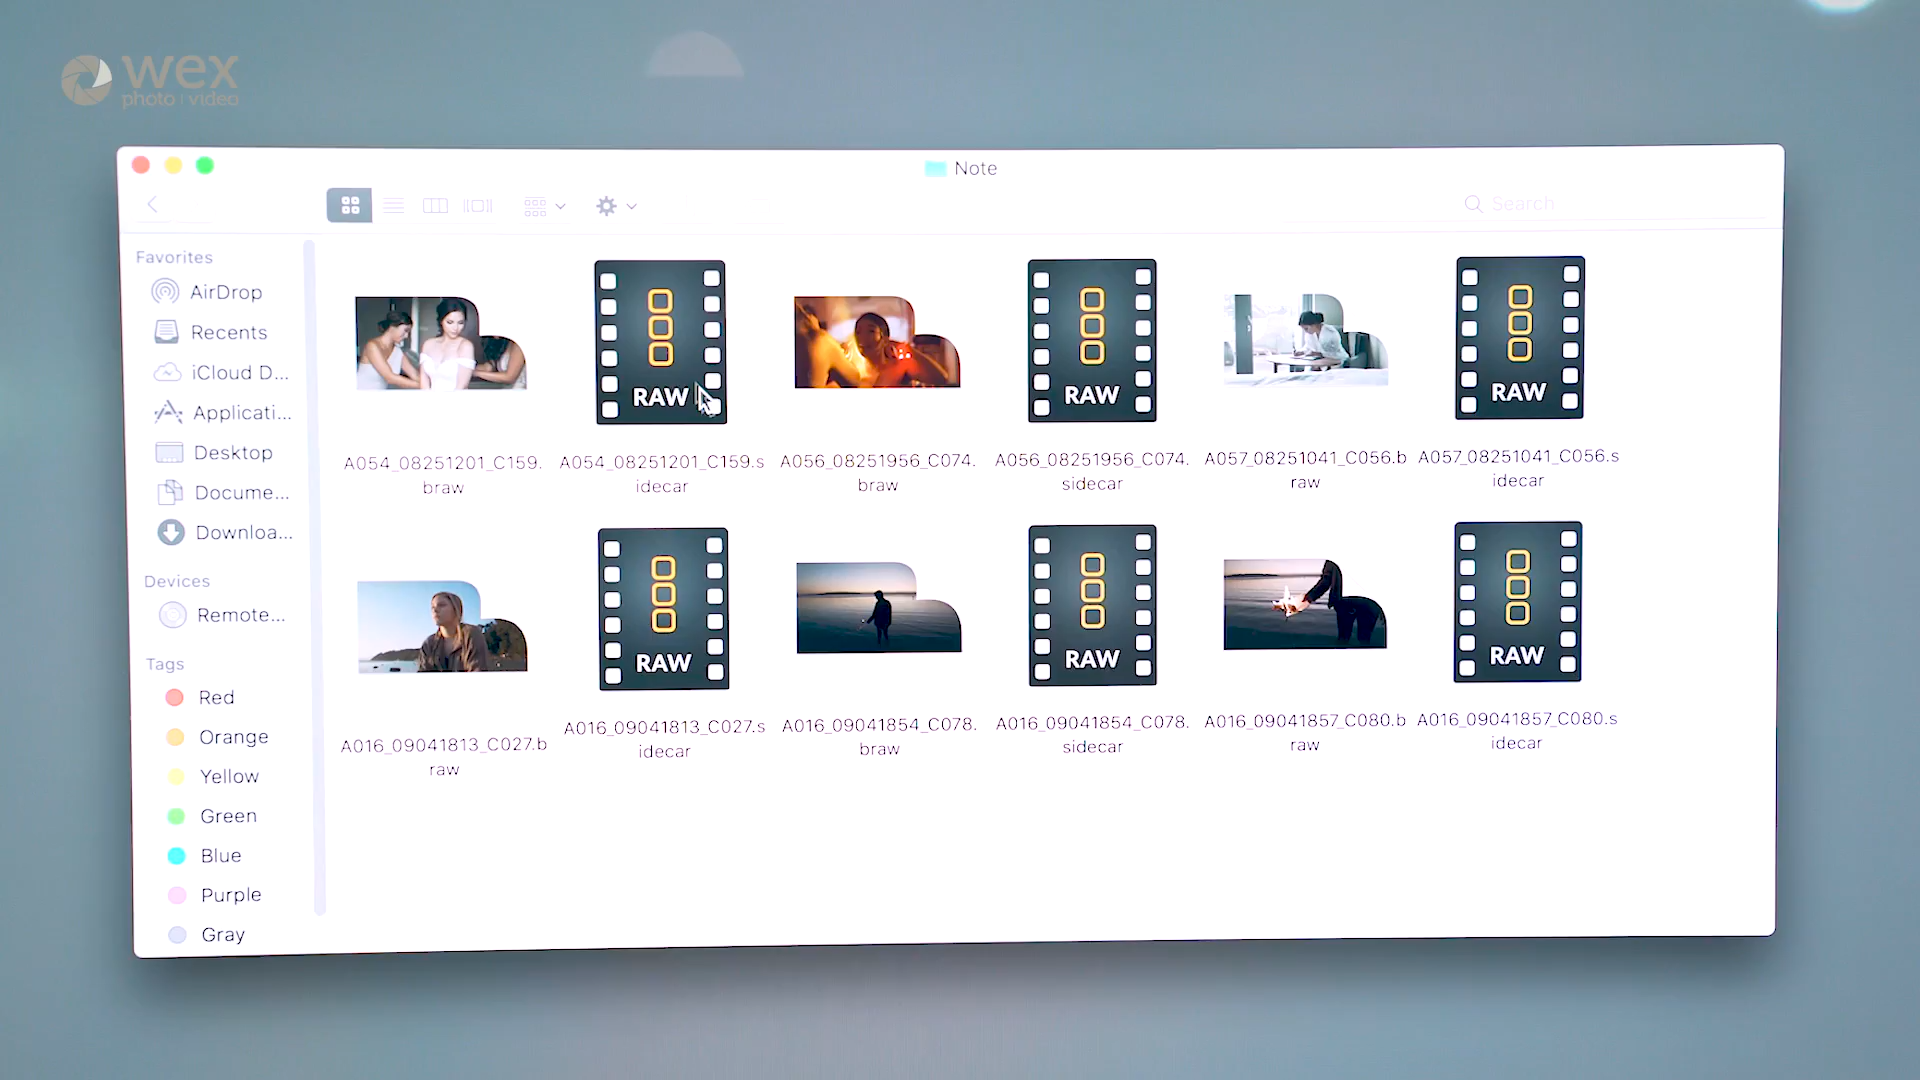 wex
photo | video
Note
Search
Favorites
AirDrop
Recents
iCloud D...
Applicati...
Desktop
Docume...
Downloa...
Devices
Remote...
Tags
Red
Orange
Yellow
Green
Blue
Purple
Gray
RAW
RAW
RAW
A054_08251201_C159.
braw
A054_08251201_C159.s
idecar
A056_08251956_C074.
braw
A056_08251956_C074.
sidecar
A057_08251041_C056.b
raw
A057_08251041_C056.s
idecar
RAW
RAW
RAW
A016_09041813_C027.b
raw
A016_09041813_C027.s
idecar
A016_09041854_C078.
braw
A016_09041854_C078.
sidecar
A016_09041857_C080.b
raw
A016_09041857_C080.s
idecar